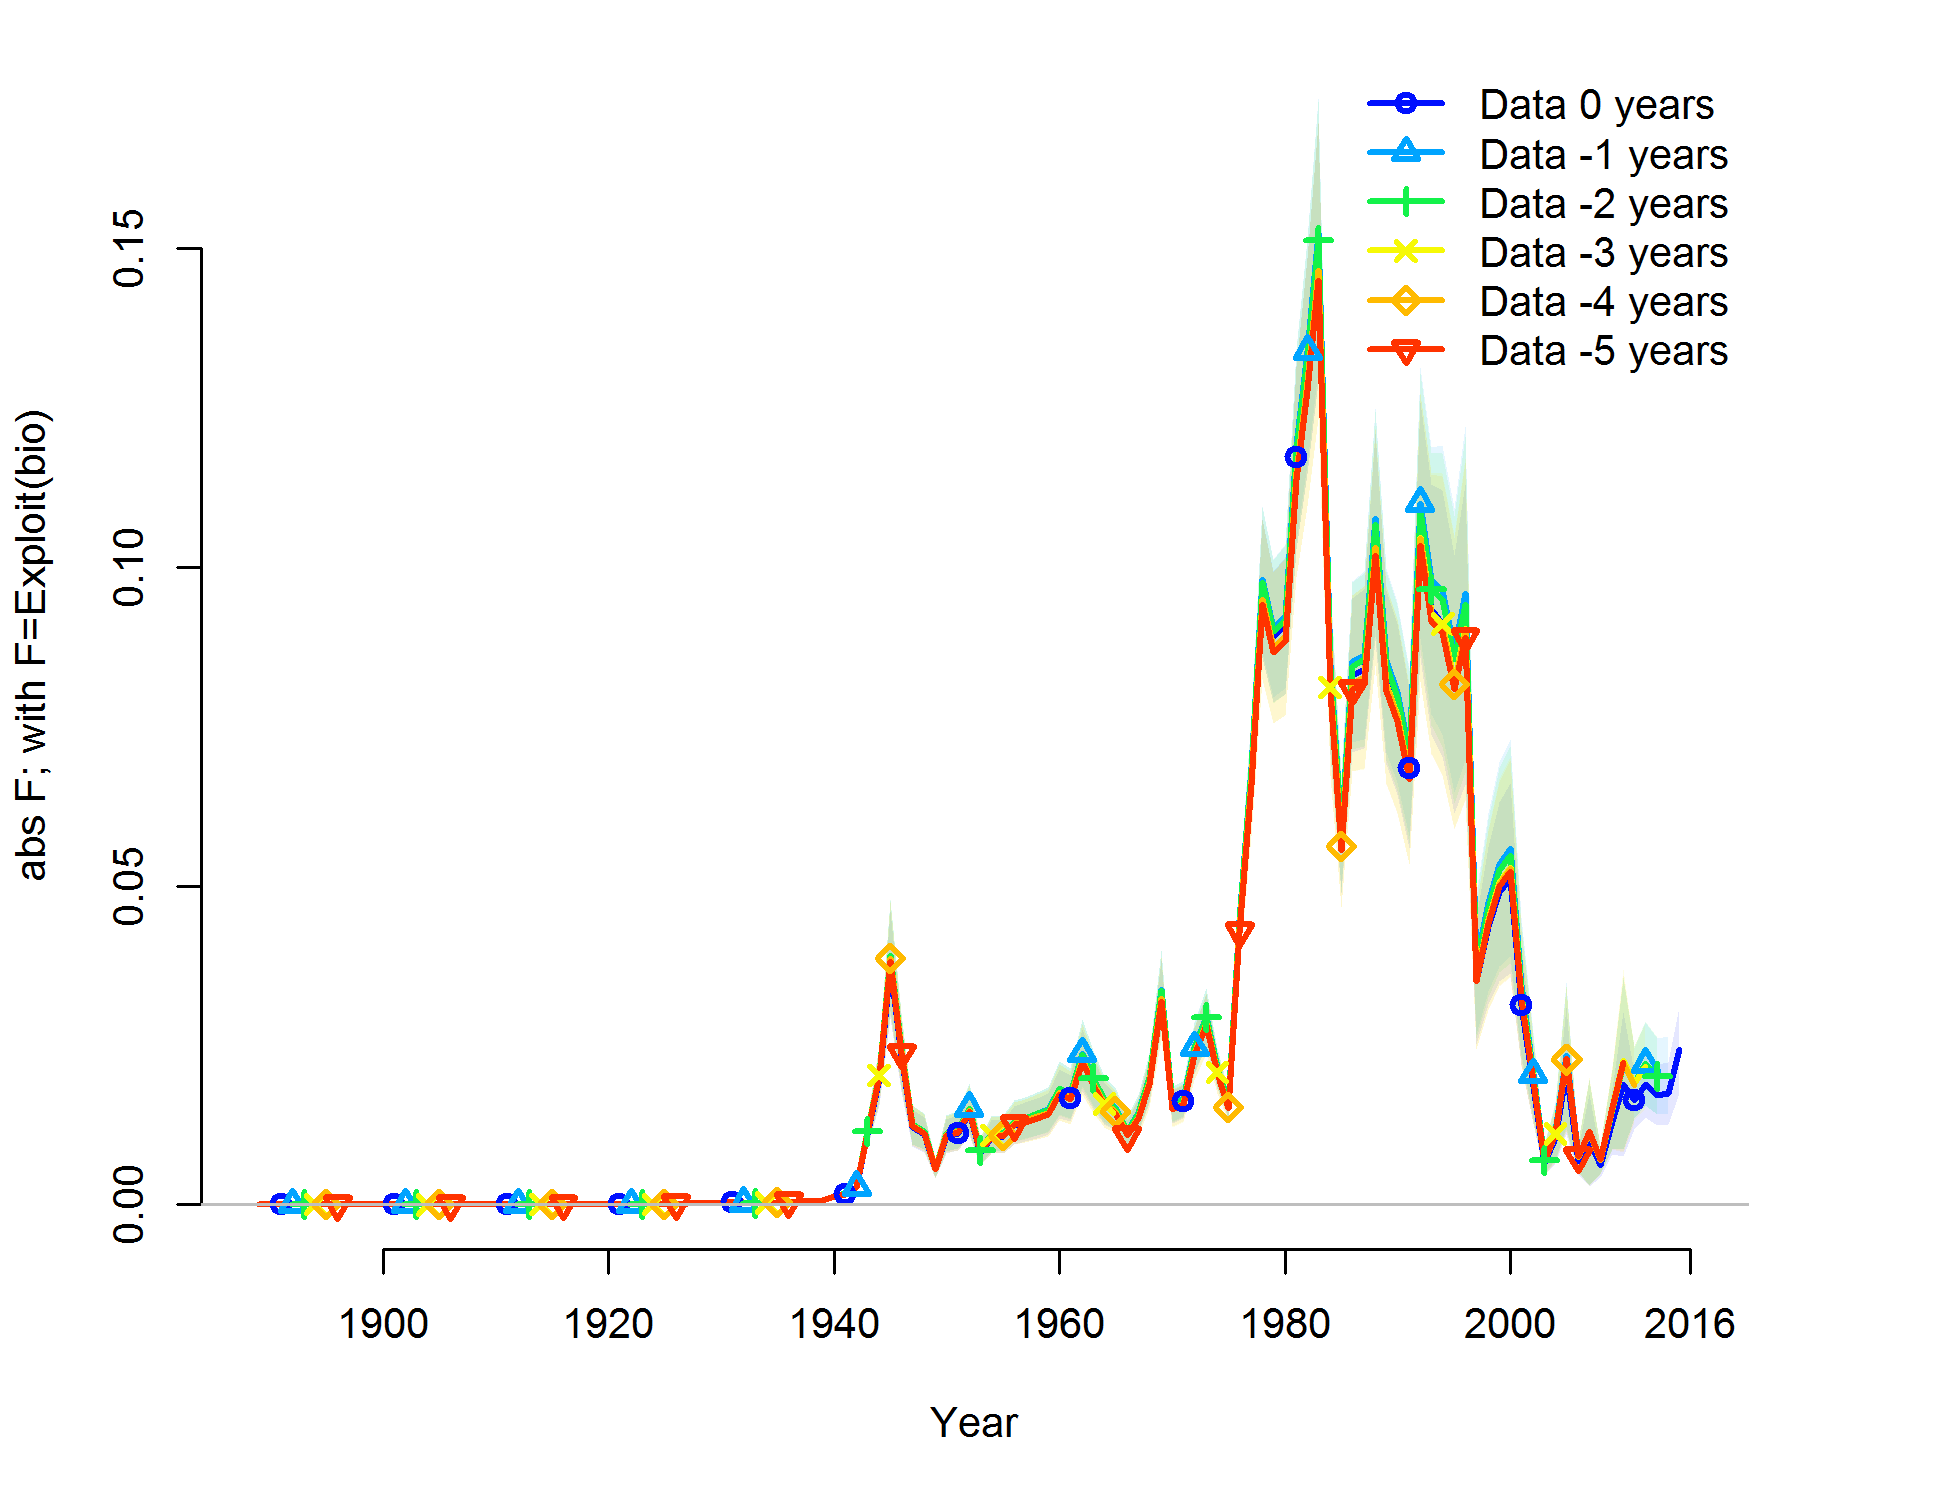 Data 0 years
Data -1 years
Data -2 years
Data -3 years
Data -4 years
Data -5 years
abs F; with F=Exploit(bio)
0.15
0.10
0.05
0.00
1900 1920 1940 1960 1980 2000 2016
Year